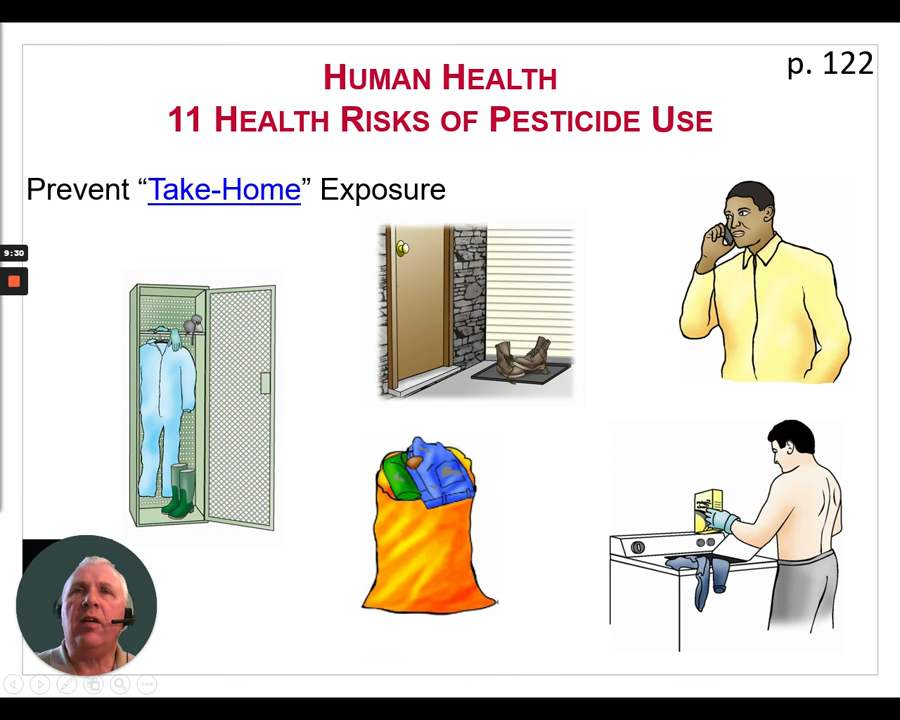 p. 122
HUMAN HEALTH
11 HEALTH RISKS OF PESTICIDE USE
Prevent “Take-Home” Exposure
9:30